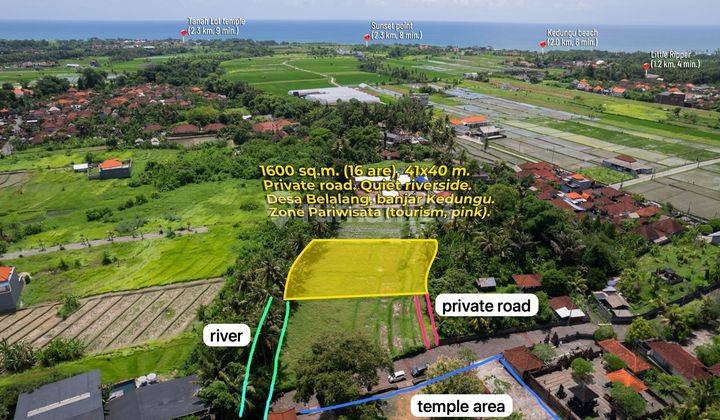 Tanah Lot temple
(2.3 km, 9 min.)
Sunset point
(2.3 km, 8 min.)
Kedungu beach
(2.0 km, 6 min.)
Little Ripper
(1.2 km, 4 min.)
1600 sq.m. (16 are), 41x40 m.
Private road. Quiet riverside.
Desa Belalang, banjar Kedungu.
Zone Pariwisata (tourism, pink).
private road
river
temple area